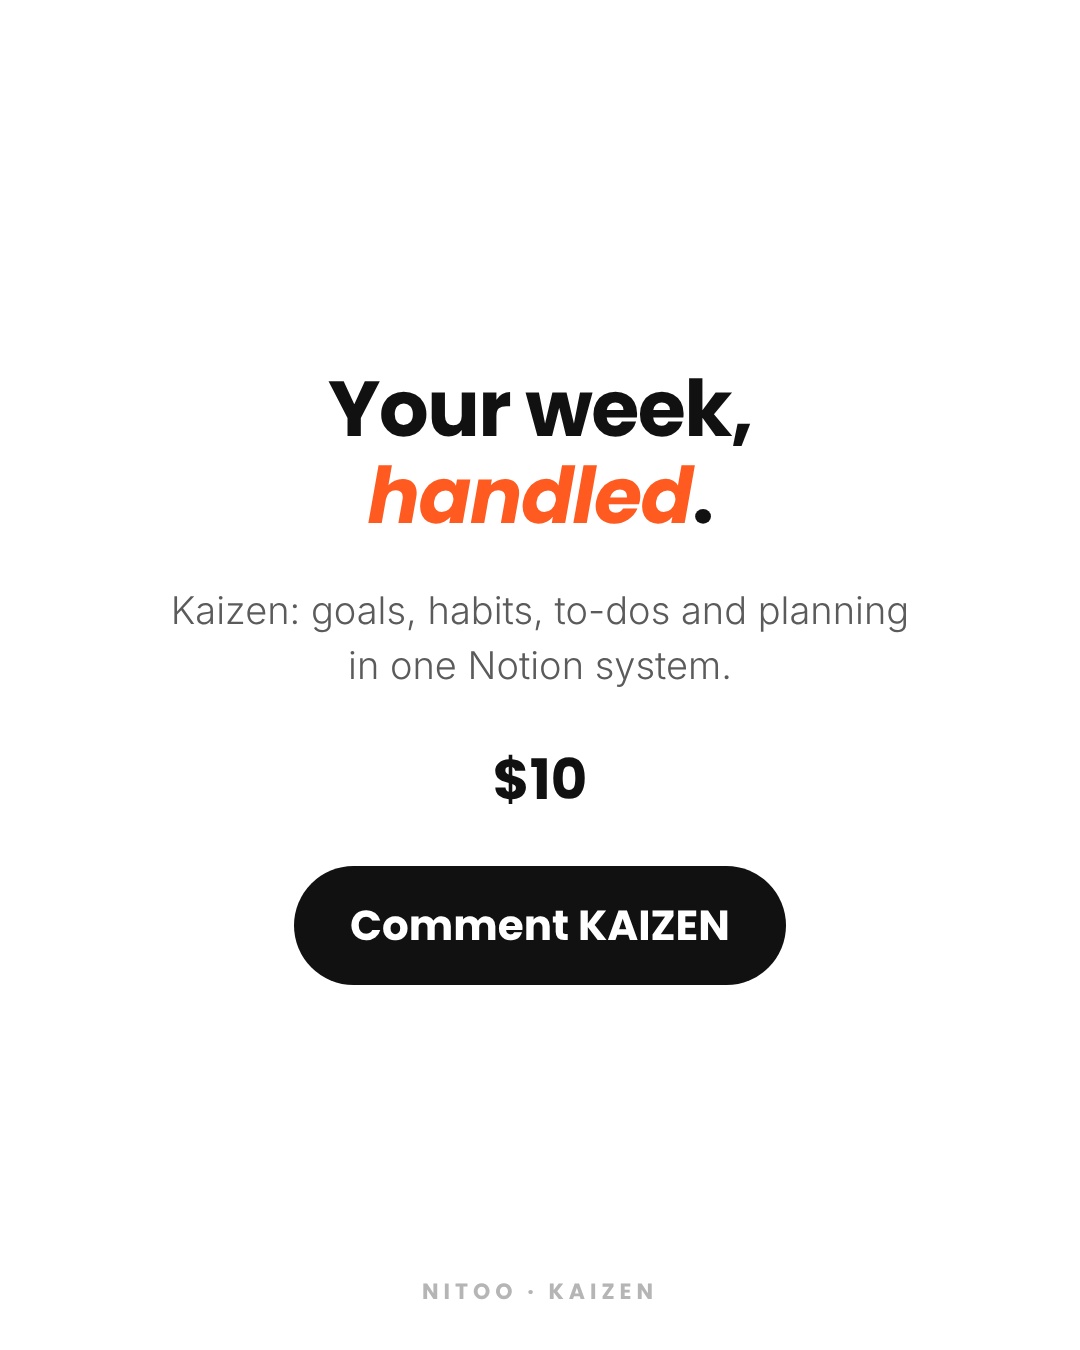 Your week,
handled.
Kaizen: goals, habits, to-dos and planning
in one Notion system.
$10
Comment KAIZEN
NITOO · KAIZEN